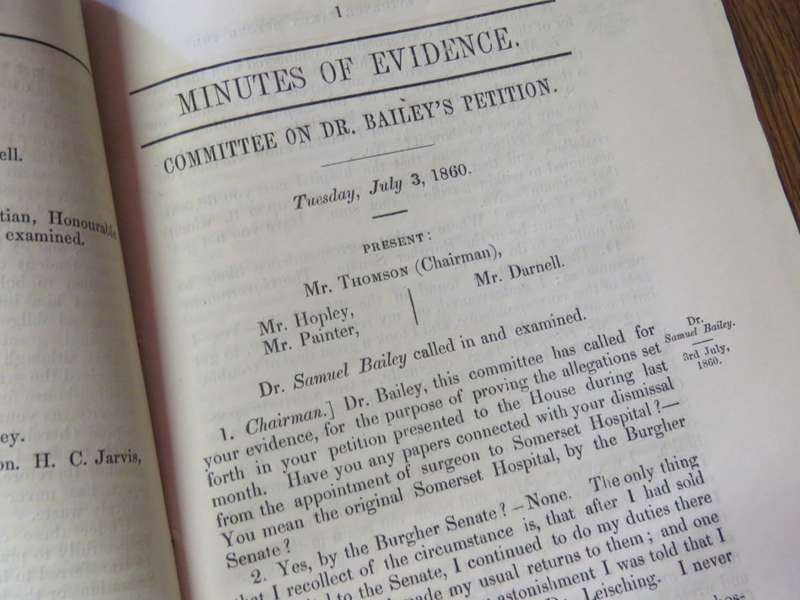 ell.
tian, Honourable
examined.
ey.
on. H. C. Jarvis,
1
MINUTES OF EVIDENCE.
COMMITTEE ON DR. BAILEY'S PETITION.
Tuesday, July 3, 1860.
PRESENT:
Mr. THOMSON (Chairman),
Mr. Hopley,
Mr. Painter,
Mr. Darnell.
Dr. Samuel Bailey called in and examined.
Dr.
Samuel Bailey.
3rd July,
1860.
1. Chairman.] Dr. Bailey, this committee has called for
your evidence, for the purpose of proving the allegations set
forth in your petition presented to the House during last
month. Have you any papers connected with your dismissal
from the appointment of surgeon to Somerset Hospital?—
You mean the original Somerset Hospital, by the Burgher
Senate?
2. Yes, by the Burgher Senate?—None. The only thing
that I recollect of the circumstance is, that after I had sold
to the Senate, I continued to do my duties there
made my usual returns to them; and one
astonishment I was told that I
Leisching. I never